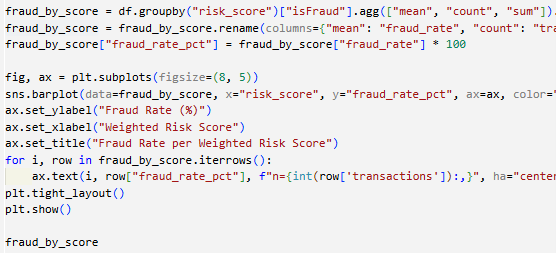 fraud_by_score = df.groupby("risk_score")["isFraud"].agg(["mean", "count", "sum"]).
fraud_by_score = fraud_by_score.rename(columns={"mean": "fraud_rate", "count": "tra
fraud_by_score["fraud_rate_pct"] = fraud_by_score["fraud_rate"] * 100
fig, ax = plt.subplots(figsize=(8, 5))
sns.barplot(data=fraud_by_score, x="risk_score", y="fraud_rate_pct", ax=ax, color="
ax.set_ylabel("Fraud Rate (%)")
ax.set_xlabel("Weighted Risk Score")
ax.set_title("Fraud Rate per Weighted Risk Score")
for i, row in fraud_by_score.iterrows():
    ax.text(i, row["fraud_rate_pct"], f"n={int(row['transactions']):,}", ha="center
plt.tight_layout()
plt.show()
fraud_by_score